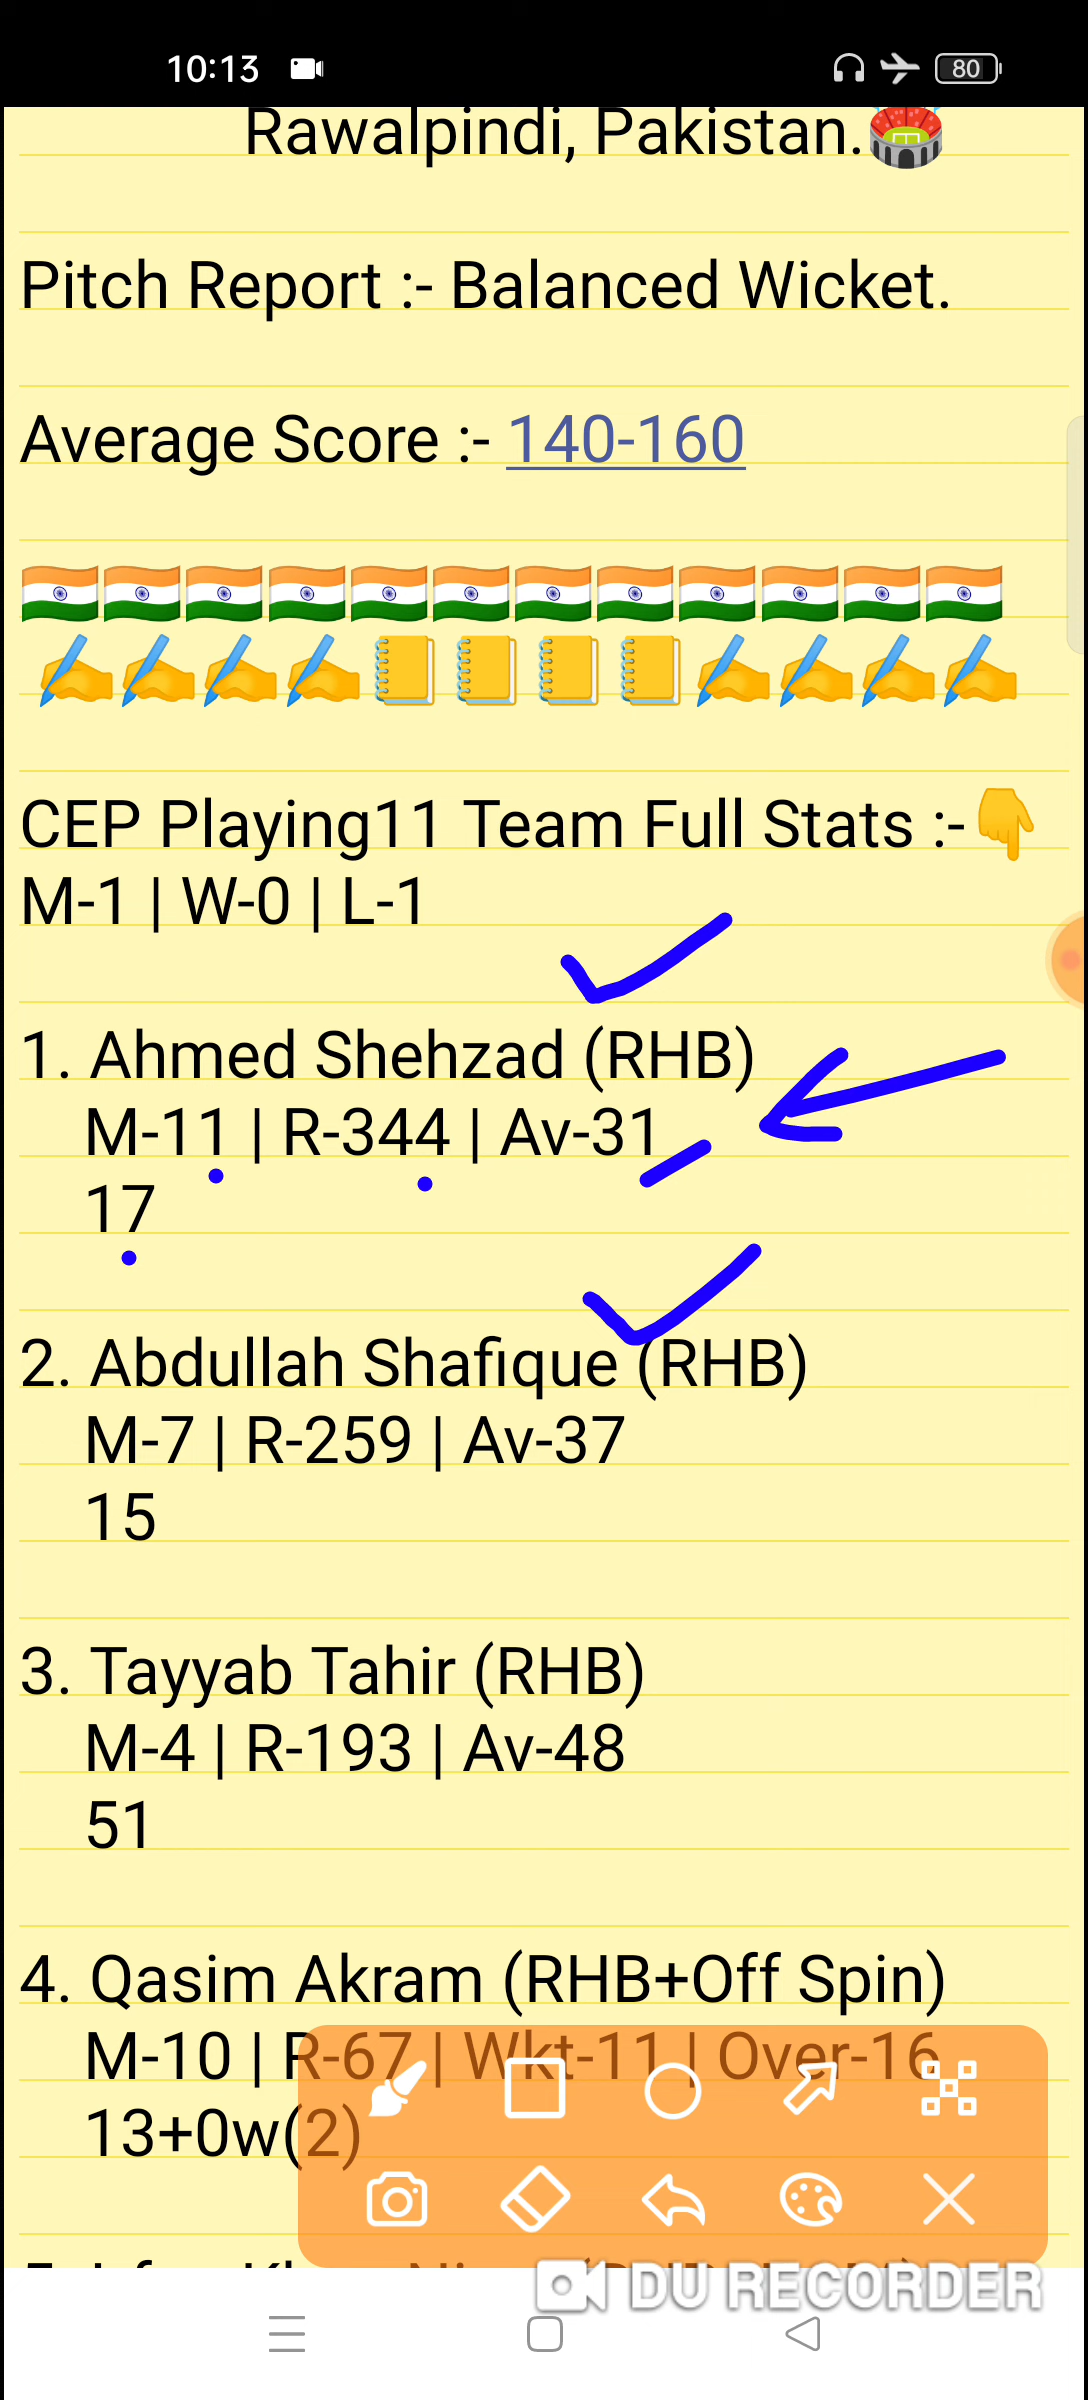 10:13
80
Rawalpindi, Pakistan.
Pitch Report :- Balanced Wicket.
Average Score :- 140-160
CEP Playing11 Team Full Stats :-
M-1 | W-0 | L-1
1. Ahmed Shehzad (RHB)
M-11 | R-344 | Av-31
17
2. Abdullah Shafique (RHB)
M-7 | R-259 | Av-37
15
3. Tayyab Tahir (RHB)
M-4 | R-193 | Av-48
51
4. Qasim Akram (RHB+Off Spin)
M-10 | R-67 | Wkt-11 | Over-16
13+0w(2)
DU RECORDER